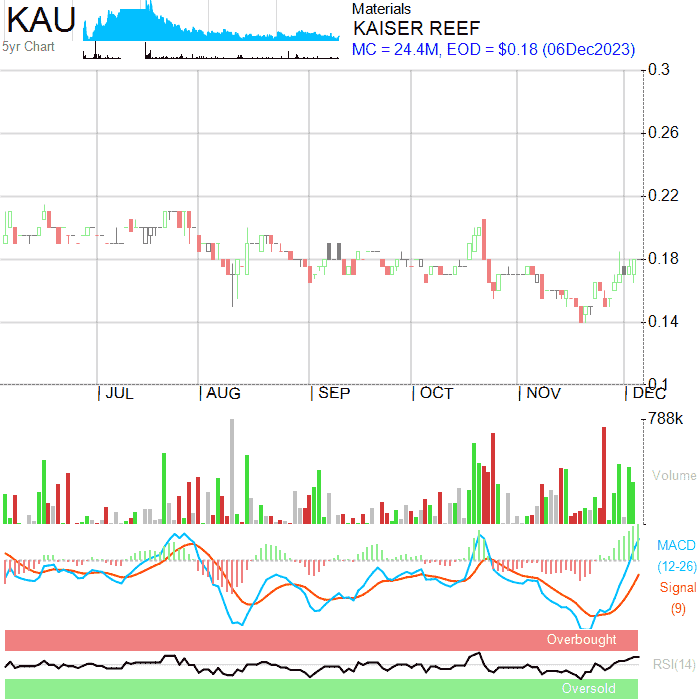 KAU
5yr Chart
Materials
KAISER REEF
MC = 24.4M, EOD = $0.18 (06Dec2023)
0.3
0.26
0.22
0.18
0.14
0.1
| JUL
| AUG
| SEP
| OCT
| NOV
| DEC
788k
Volume
MACD
(12-26)
Signal
(9)
Overbought
RSI(14)
Oversold